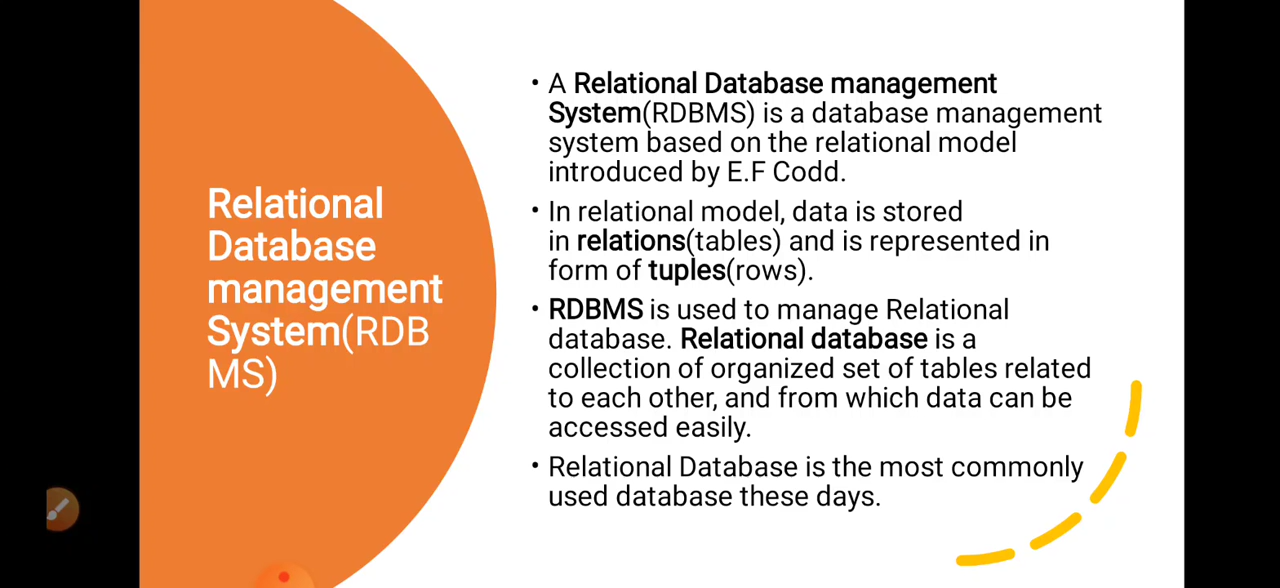 Relational
Database
management
System(RDB
MS)
• A Relational Database management
System(RDBMS) is a database management
system based on the relational model
introduced by E.F Codd.
• In relational model, data is stored
in relations(tables) and is represented in
form of tuples(rows).
• RDBMS is used to manage Relational
database. Relational database is a
collection of organized set of tables related
to each other, and from which data can be
accessed easily.
• Relational Database is the most commonly
used database these days.